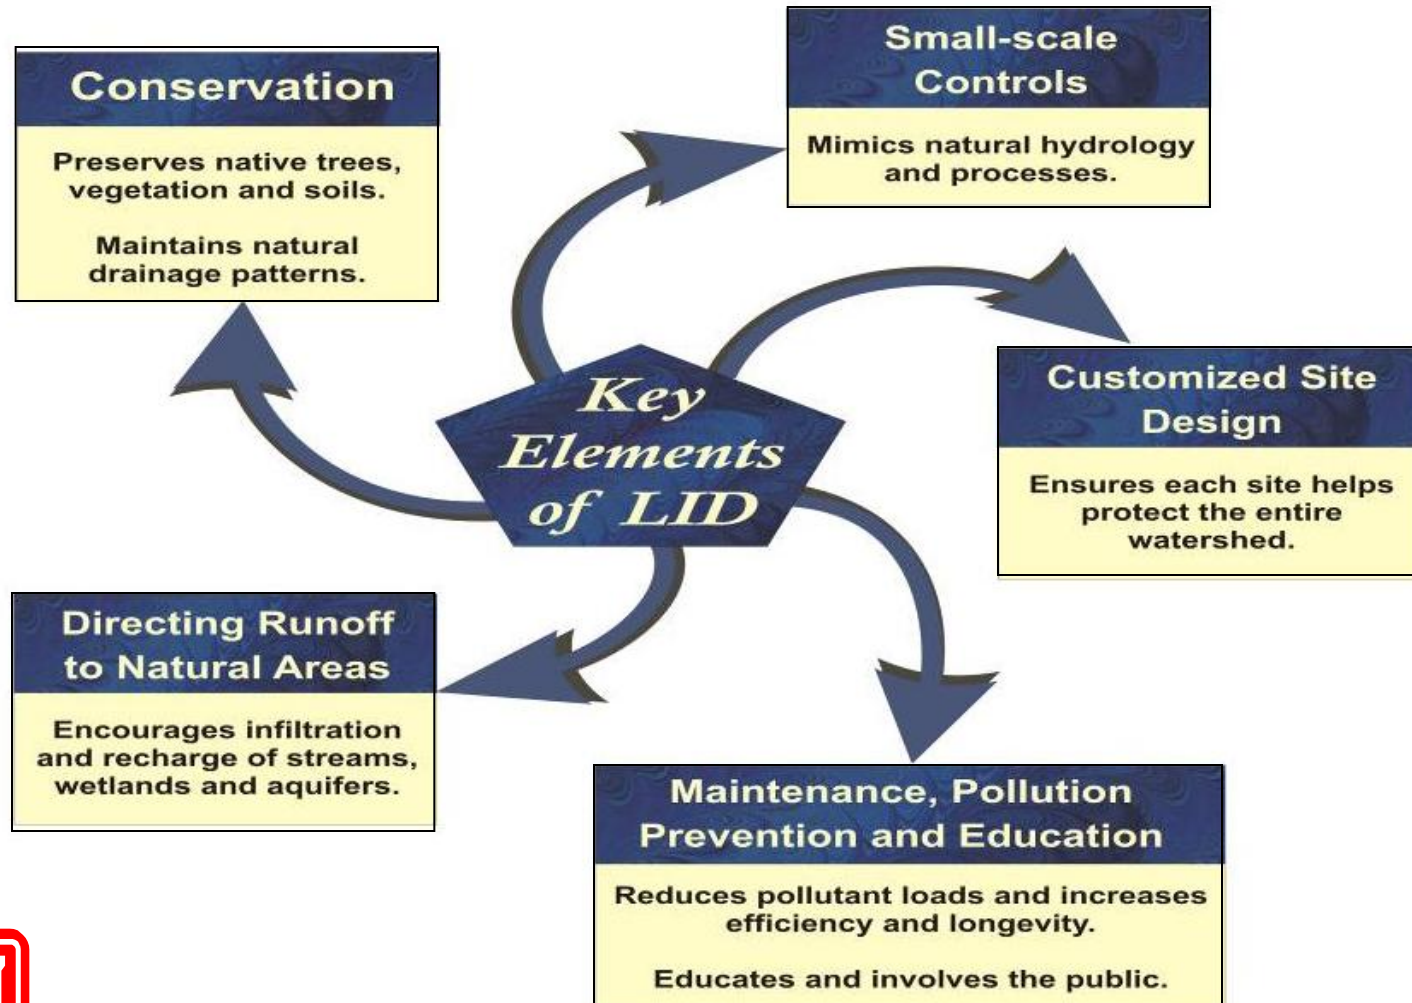 Conservation
Preserves native trees,
vegetation and soils.
Maintains natural
drainage patterns.
Small-scale
Controls
Mimics natural hydrology
and processes.
Customized Site
Design
Ensures each site helps
protect the entire
watershed.
Key
Elements
of LID
Directing Runoff
to Natural Areas
Encourages infiltration
and recharge of streams,
wetlands and aquifers.
Maintenance, Pollution
Prevention and Education
Reduces pollutant loads and increases
efficiency and longevity.
Educates and involves the public.